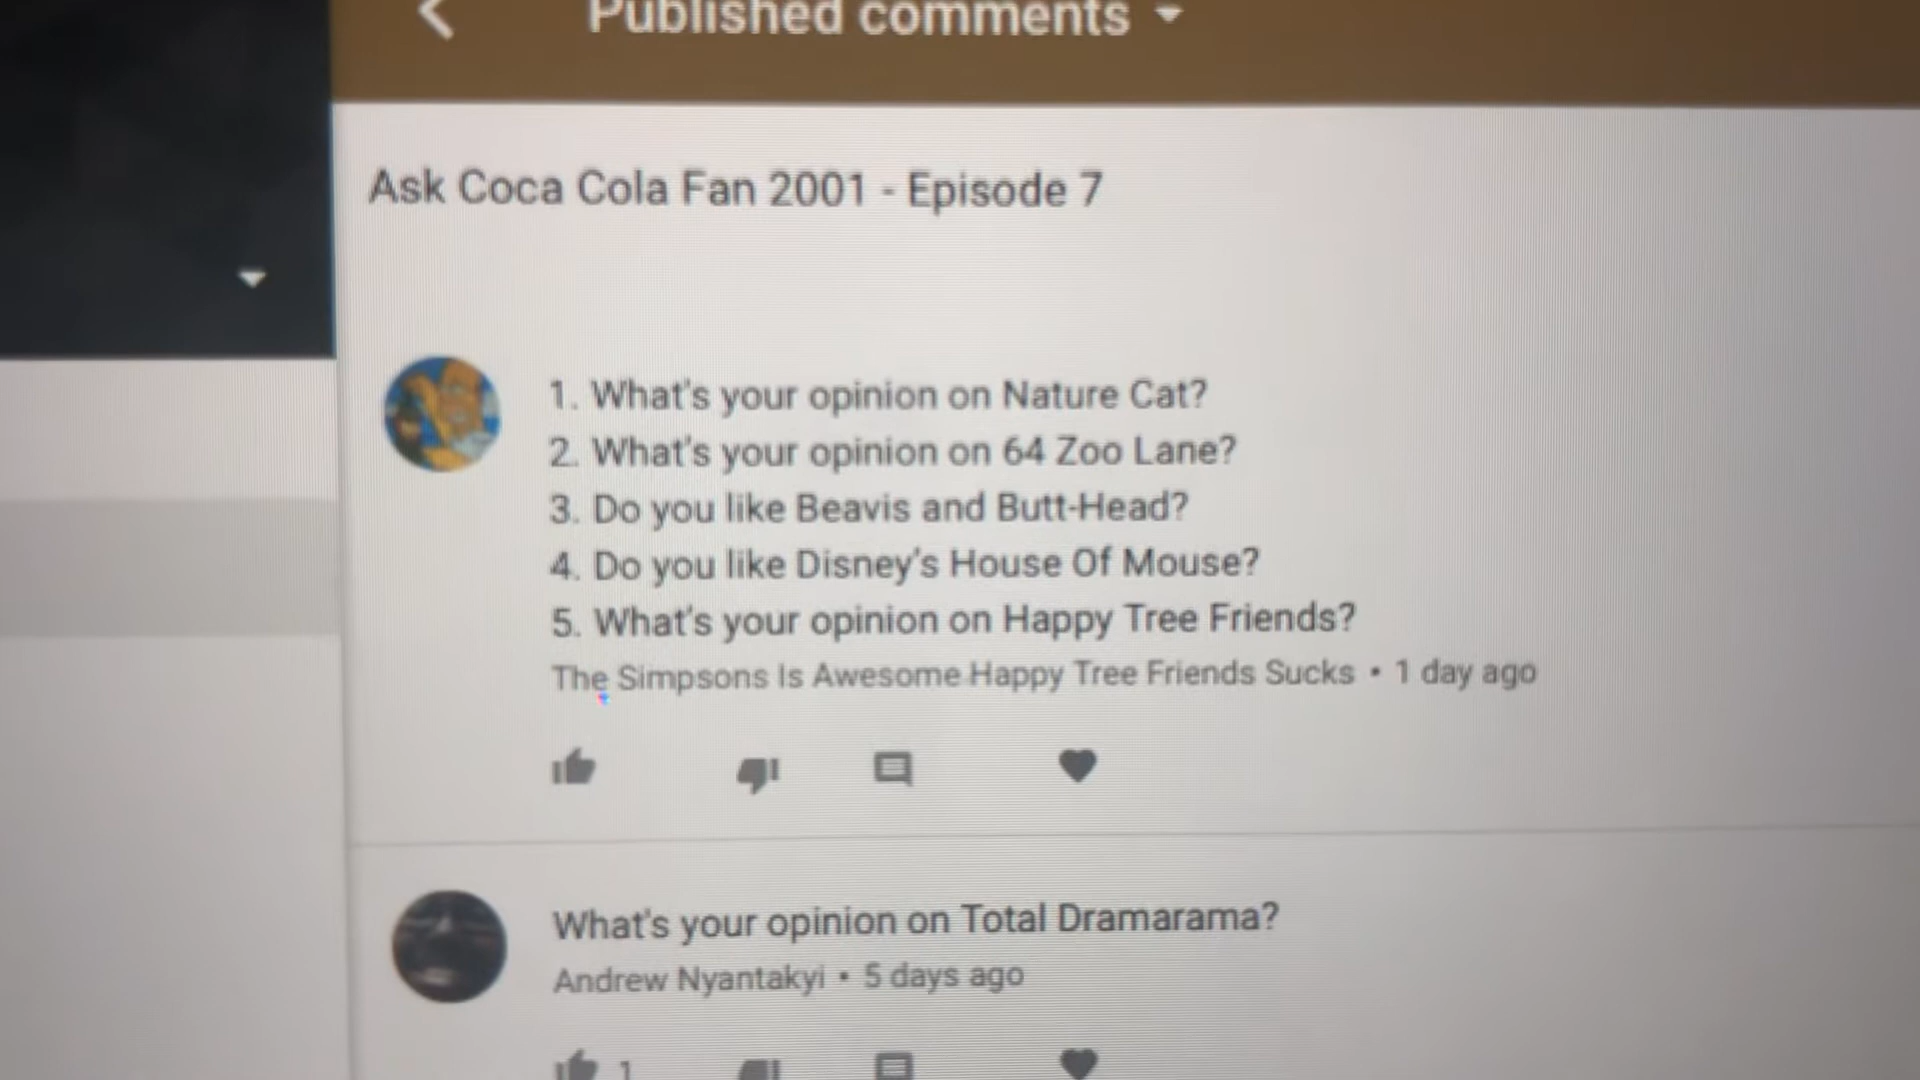 Published comments
Ask Coca Cola Fan 2001 - Episode 7
1. What's your opinion on Nature Cat?
2. What's your opinion on 64 Zoo Lane?
3. Do you like Beavis and Butt-Head?
4. Do you like Disney's House Of Mouse?
5. What's your opinion on Happy Tree Friends?
The Simpsons Is Awesome Happy Tree Friends Sucks • 1 day ago
What's your opinion on Total Dramarama?
Andrew Nyantakyi • 5 days ago
1